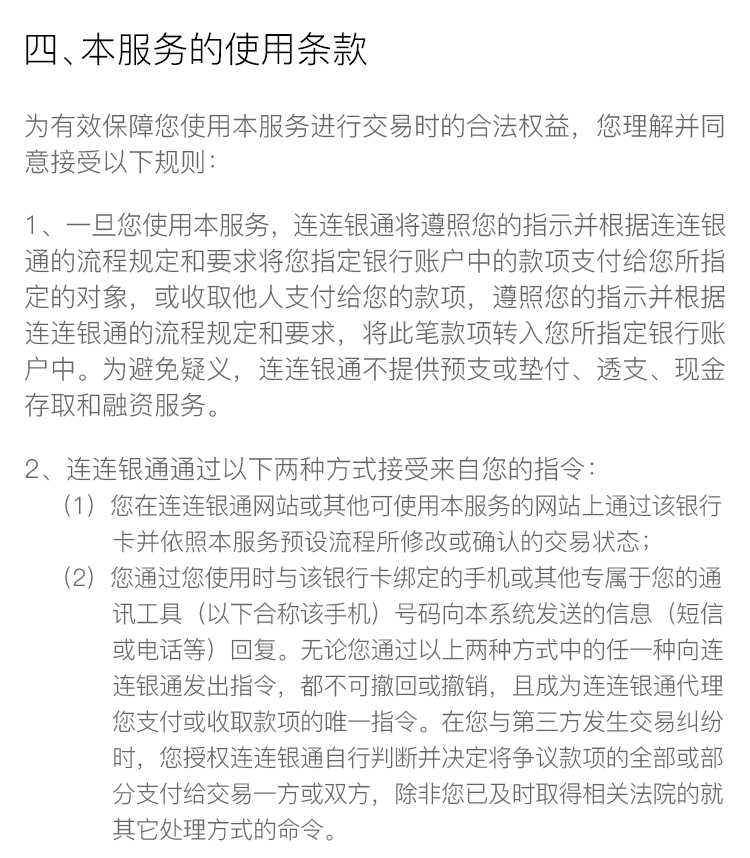 四、本服务的使用条款
为有效保障您使用本服务进行交易时的合法权益，您理解并同
意接受以下规则：
1、一旦您使用本服务，连连银通将遵照您的指示并根据连连银
通的流程规定和要求将您指定银行账户中的款项支付给您所指
定的对象，或收取他人支付给您的款项，遵照您的指示并根据
连连银通的流程规定和要求，将此笔款项转入您所指定银行账
户中。为避免疑义，连连银通不提供预支或垫付、透支、现金
存取和融资服务。
2、连连银通通过以下两种方式接受来自您的指令：
（1）您在连连银通网站或其他可使用本服务的网站上通过该银行
卡并依照本服务预设流程所修改或确认的交易状态；
（2）您通过您使用时与该银行卡绑定的手机或其他专属于您的通
讯工具（以下合称该手机）号码向本系统发送的信息（短信
或电话等）回复。无论您通过以上两种方式中的任一种向连
连银通发出指令，都不可撤回或撤销，且成为连连银通代理
您支付或收取款项的唯一指令。在您与第三方发生交易纠纷
时，您授权连连银通自行判断并决定将争议款项的全部或部
分支付给交易一方或双方，除非您已及时取得相关法院的就
其它处理方式的命令。